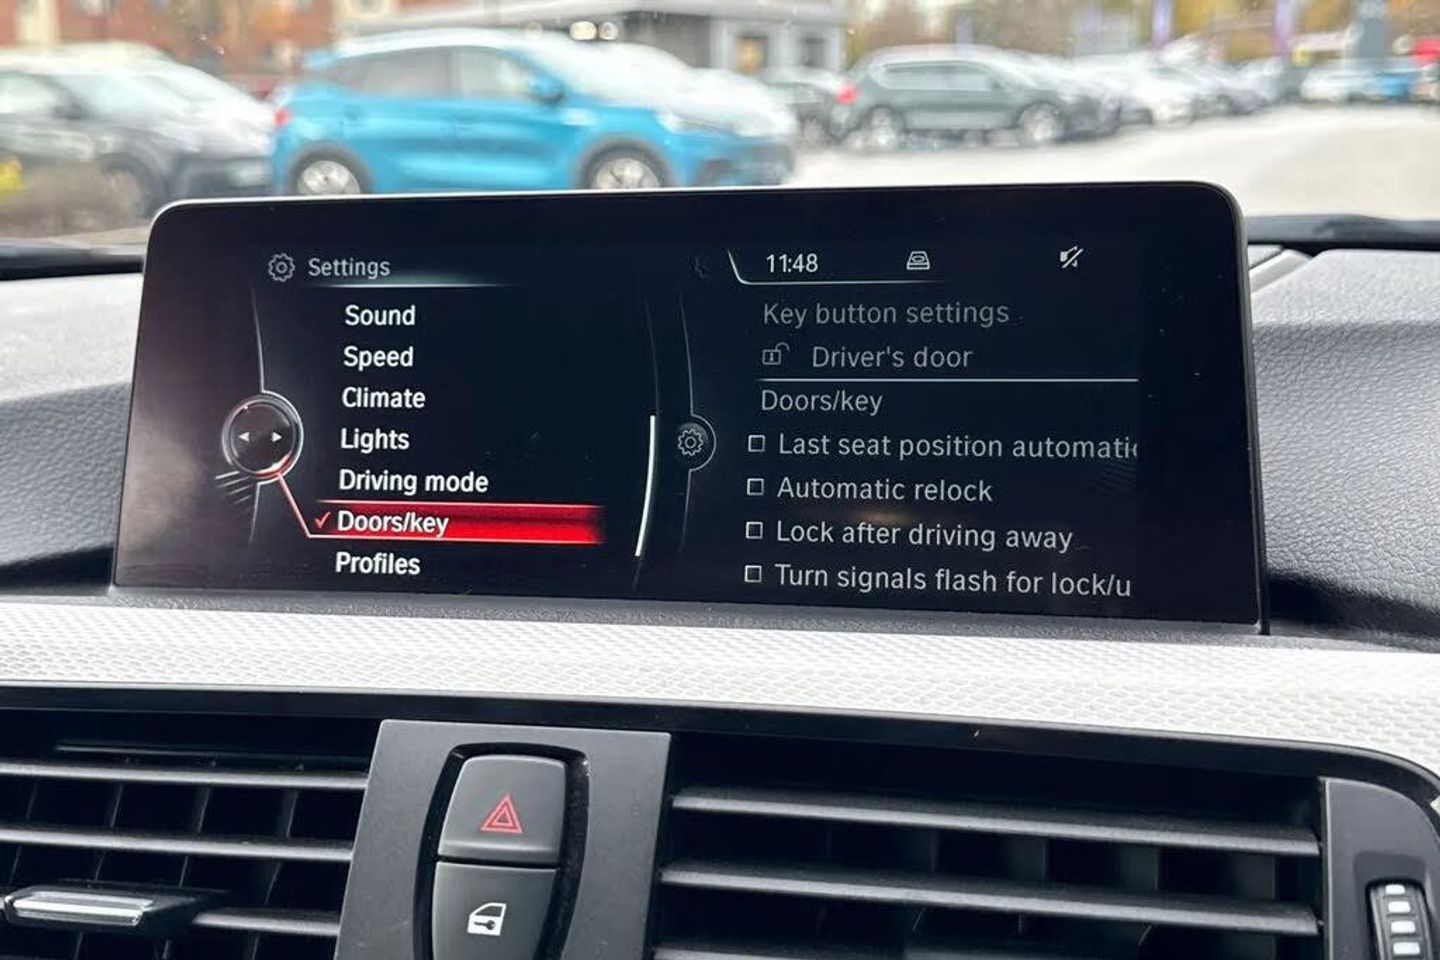 Settings
Sound
Speed
Climate
Lights
Driving mode
Doors/key
Profiles
11:48
Key button settings
Driver's door
Doors/key
Last seat position automatic
Automatic relock
Lock after driving away
Turn signals flash for lock/u